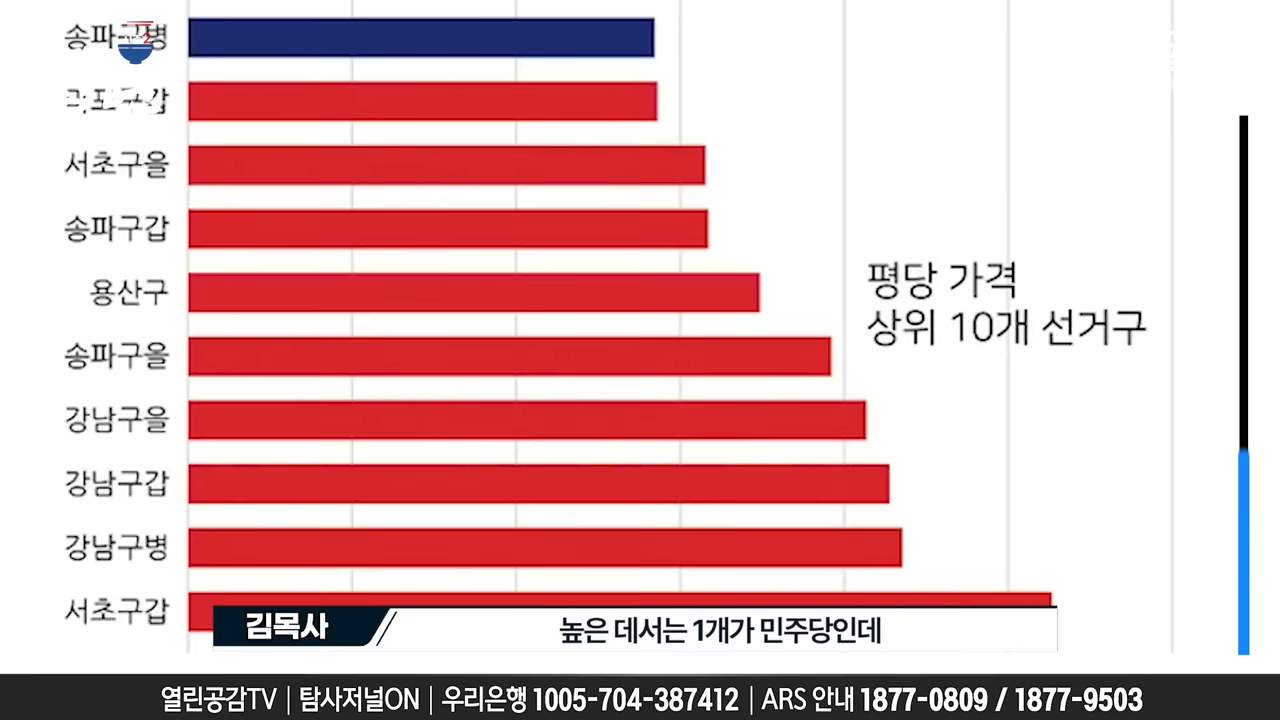 송파구병
서초구을
송파구갑
용산구
송파구을
강남구을
강남구갑
강남구병
서초구갑
평당 가격
상위 10개 선거구
김목사
높은 데서는 1개가 민주당인데
열린공감TV | 탐사저널ON | 우리은행 1005-704-387412 | ARS 안내 1877-0809 / 1877-9503